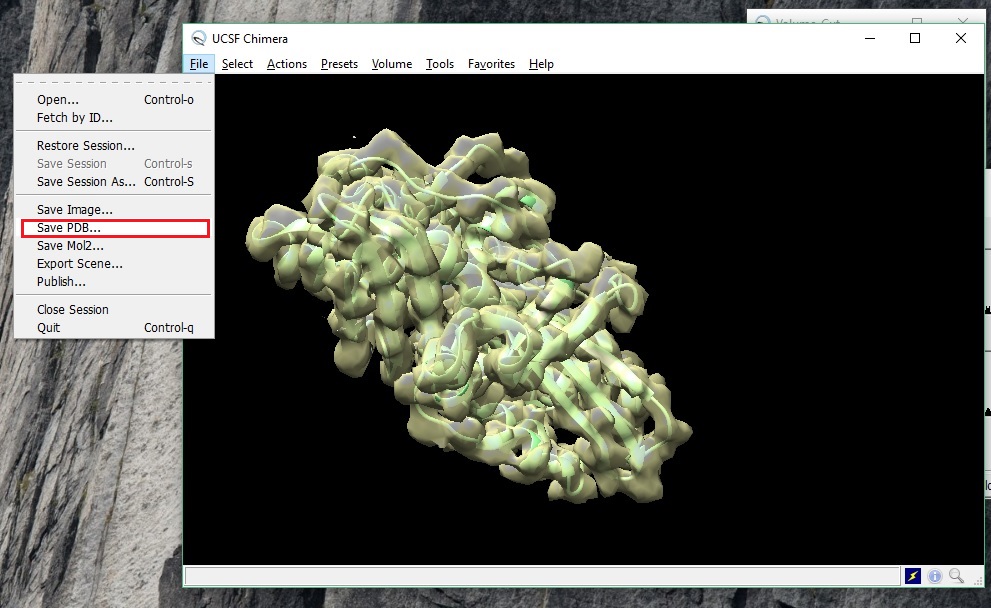 Volume Cut
UCSF Chimera
File Select Actions Presets Volume Tools Favorites Help
Open... Control-o
Fetch by ID...
Restore Session...
Save Session Control-s
Save Session As... Control-S
Save Image...
Save PDB...
Save Mol2...
Export Scene...
Publish...
Close Session
Quit Control-q